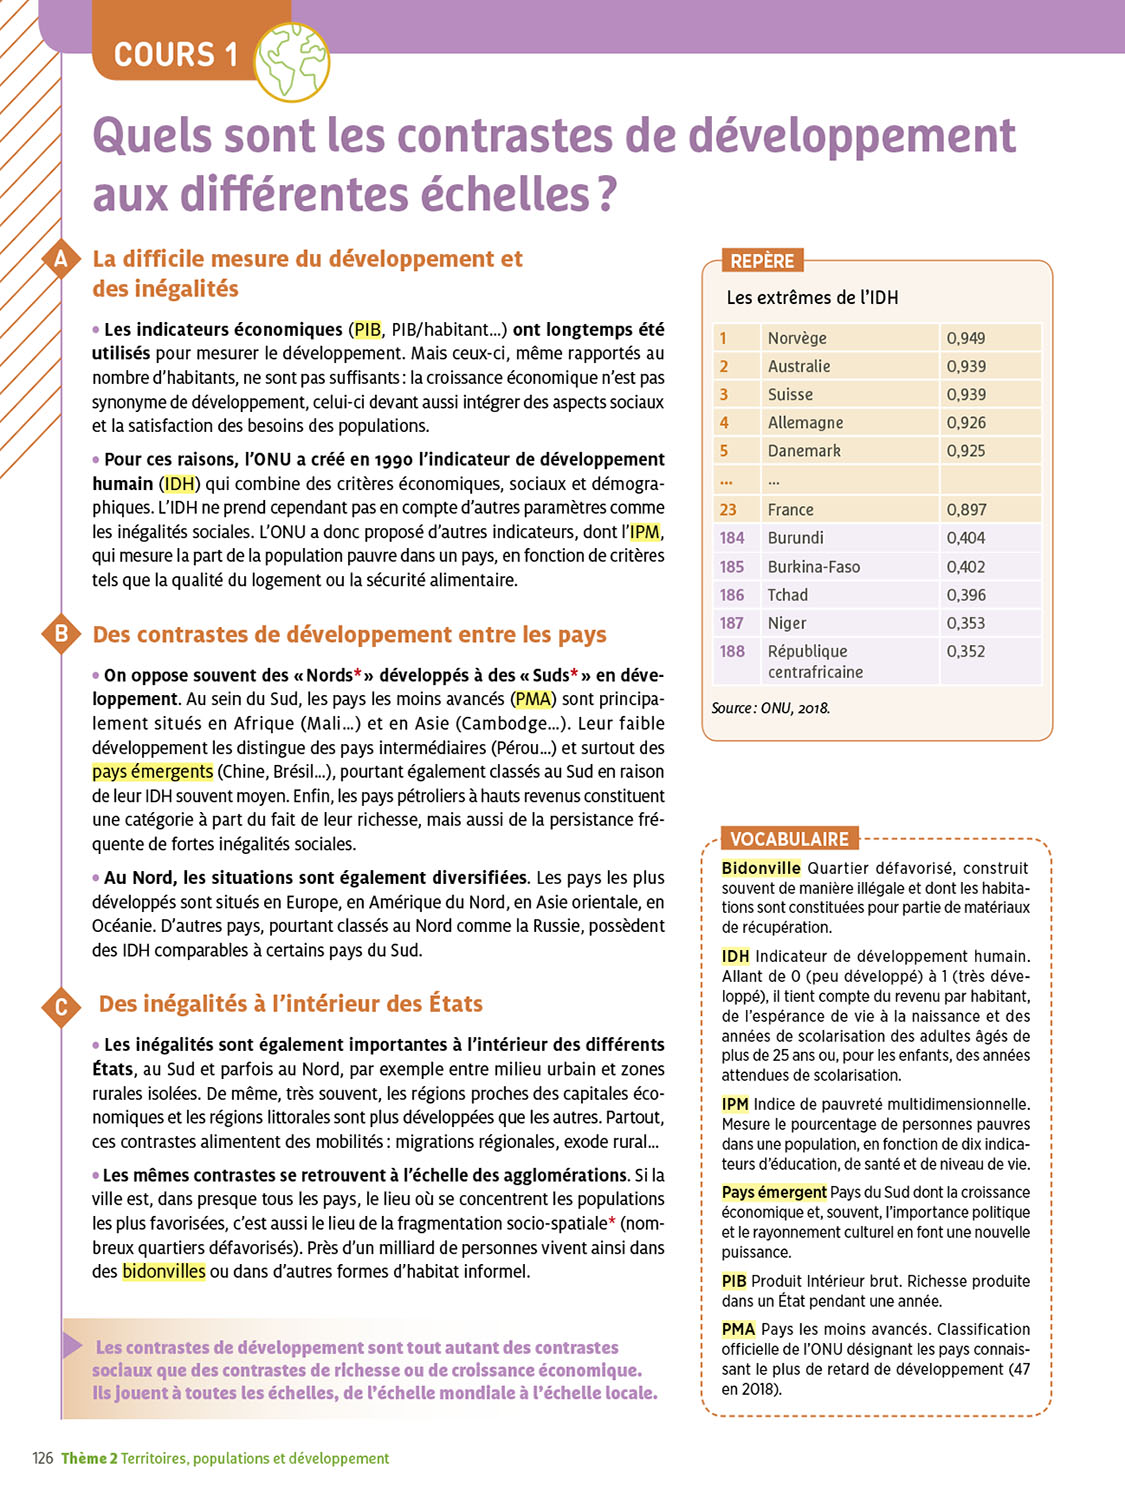 COURS 1
Quels sont les contrastes de développement
aux différentes échelles ?
A
La difficile mesure du développement et
des inégalités
• Les indicateurs économiques (PIB, PIB/habitant...) ont longtemps été
utilisés pour mesurer le développement. Mais ceux-ci, même rapportés au
nombre d'habitants, ne sont pas suffisants : la croissance économique n'est pas
synonyme de développement, celui-ci devant aussi intégrer des aspects sociaux
et la satisfaction des besoins des populations.
• Pour ces raisons, l'ONU a créé en 1990 l'indicateur de développement
humain (IDH) qui combine des critères économiques, sociaux et démogra-
phiques. L'IDH ne prend cependant pas en compte d'autres paramètres comme
les inégalités sociales. L'ONU a donc proposé d'autres indicateurs, dont l'IPM,
qui mesure la part de la population pauvre dans un pays, en fonction de critères
tels que la qualité du logement ou la sécurité alimentaire.
B
Des contrastes de développement entre les pays
• On oppose souvent des « Nords* » développés à des « Suds* » en déve-
loppement. Au sein du Sud, les pays les moins avancés (PMA) sont principa-
lement situés en Afrique (Mali...) et en Asie (Cambodge...). Leur faible
développement les distingue des pays intermédiaires (Pérou...) et surtout des
pays émergents (Chine, Brésil...), pourtant également classés au Sud en raison
de leur IDH souvent moyen. Enfin, les pays pétroliers à hauts revenus constituent
une catégorie à part du fait de leur richesse, mais aussi de la persistance fré-
quente de fortes inégalités sociales.
• Au Nord, les situations sont également diversifiées. Les pays les plus
développés sont situés en Europe, en Amérique du Nord, en Asie orientale, en
Océanie. D'autres pays, pourtant classés au Nord comme la Russie, possèdent
des IDH comparables à certains pays du Sud.
C
Des inégalités à l'intérieur des États
• Les inégalités sont également importantes à l'intérieur des différents
États, au Sud et parfois au Nord, par exemple entre milieu urbain et zones
rurales isolées. De même, très souvent, les régions proches des capitales éco-
nomiques et les régions littorales sont plus développées que les autres. Partout,
ces contrastes alimentent des mobilités : migrations régionales, exode rural...
• Les mêmes contrastes se retrouvent à l'échelle des agglomérations. Si la
ville est, dans presque tous les pays, le lieu où se concentrent les populations
les plus favorisées, c'est aussi le lieu de la fragmentation socio-spatiale* (nom-
breux quartiers défavorisés). Près d'un milliard de personnes vivent ainsi dans
des bidonvilles ou dans d'autres formes d'habitat informel.
Les contrastes de développement sont tout autant des contrastes
sociaux que des contrastes de richesse ou de croissance économique.
Ils jouent à toutes les échelles, de l'échelle mondiale à l'échelle locale.
REPÈRE
Les extrêmes de l'IDH
1 Norvège 0,949
2 Australie 0,939
3 Suisse 0,939
4 Allemagne 0,926
5 Danemark 0,925
... ...
23 France 0,897
184 Burundi 0,404
185 Burkina-Faso 0,402
186 Tchad 0,396
187 Niger 0,353
188 République 0,352
centrafricaine
Source : ONU, 2018.
VOCABULAIRE
Bidonville Quartier défavorisé, construit
souvent de manière illégale et dont les habita-
tions sont constituées pour partie de matériaux
de récupération.
IDH Indicateur de développement humain.
Allant de 0 (peu développé) à 1 (très déve-
loppé), il tient compte du revenu par habitant,
de l'espérance de vie à la naissance et des
années de scolarisation des adultes âgés de
plus de 25 ans ou, pour les enfants, des années
attendues de scolarisation.
IPM Indice de pauvreté multidimensionnelle.
Mesure le pourcentage de personnes pauvres
dans une population, en fonction de dix indica-
teurs d'éducation, de santé et de niveau de vie.
Pays émergent Pays du Sud dont la croissance
économique et, souvent, l'importance politique
et le rayonnement culturel en font une nouvelle
puissance.
PIB Produit Intérieur brut. Richesse produite
dans un État pendant une année.
PMA Pays les moins avancés. Classification
officielle de l'ONU désignant les pays connais-
sant le plus de retard de développement (47
en 2018).
126 Thème 2 Territoires, populations et développement